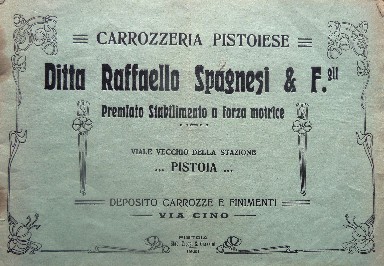 CARROZZERIA PISTOIESE
Ditta Raffaello Spagnesi & F.gli
Premiato Stabilimento a forza motrice
VIALE VECCHIO DELLA STAZIONE
... PISTOIA ...
DEPOSITO CARROZZE E FINIMENTI
VIA CINO
PISTOIA